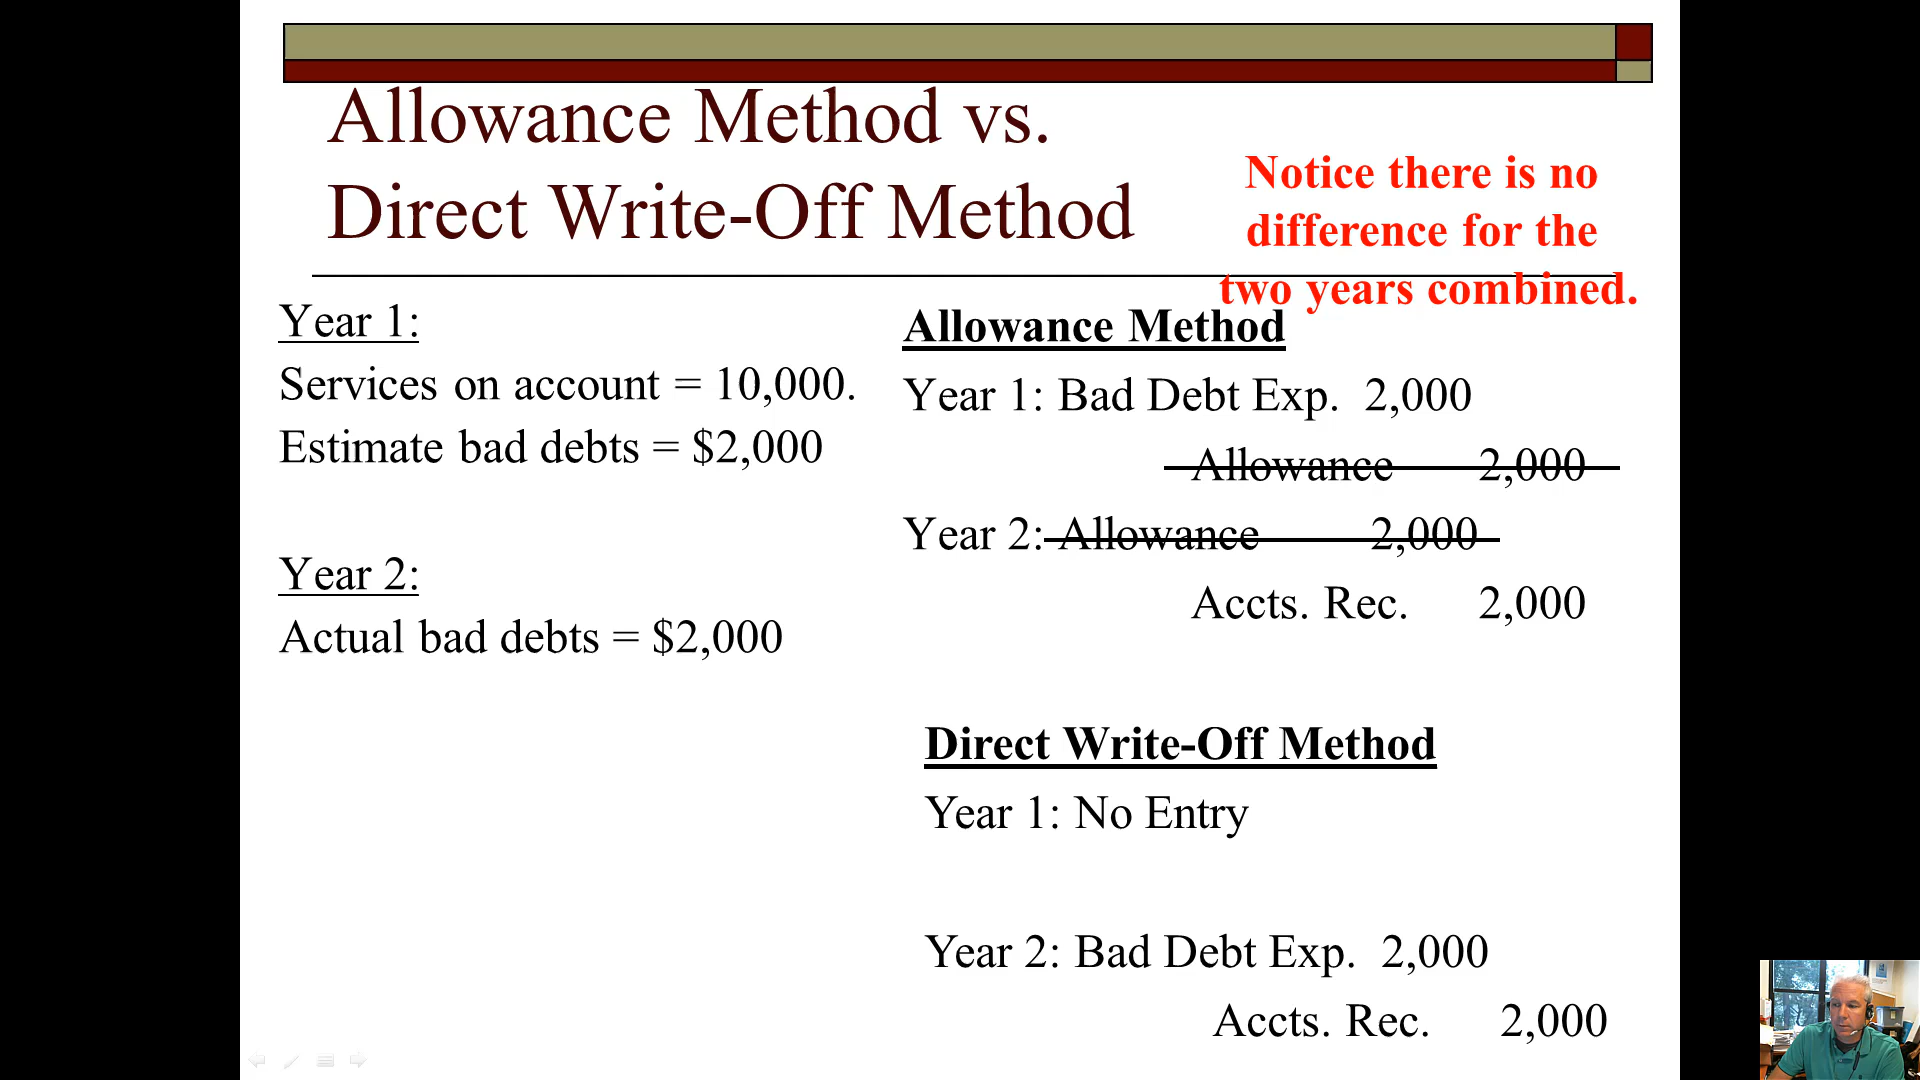 Allowance Method vs.
Direct Write-Off Method
Notice there is no
difference for the
two years combined.
Year 1:
Services on account = 10,000.
Estimate bad debts = $2,000
Year 2:
Actual bad debts = $2,000
Allowance Method
Year 1: Bad Debt Exp. 2,000
Allowance 2,000
Year 2: Allowance 2,000
Accts. Rec. 2,000
Direct Write-Off Method
Year 1: No Entry
Year 2: Bad Debt Exp. 2,000
Accts. Rec. 2,000